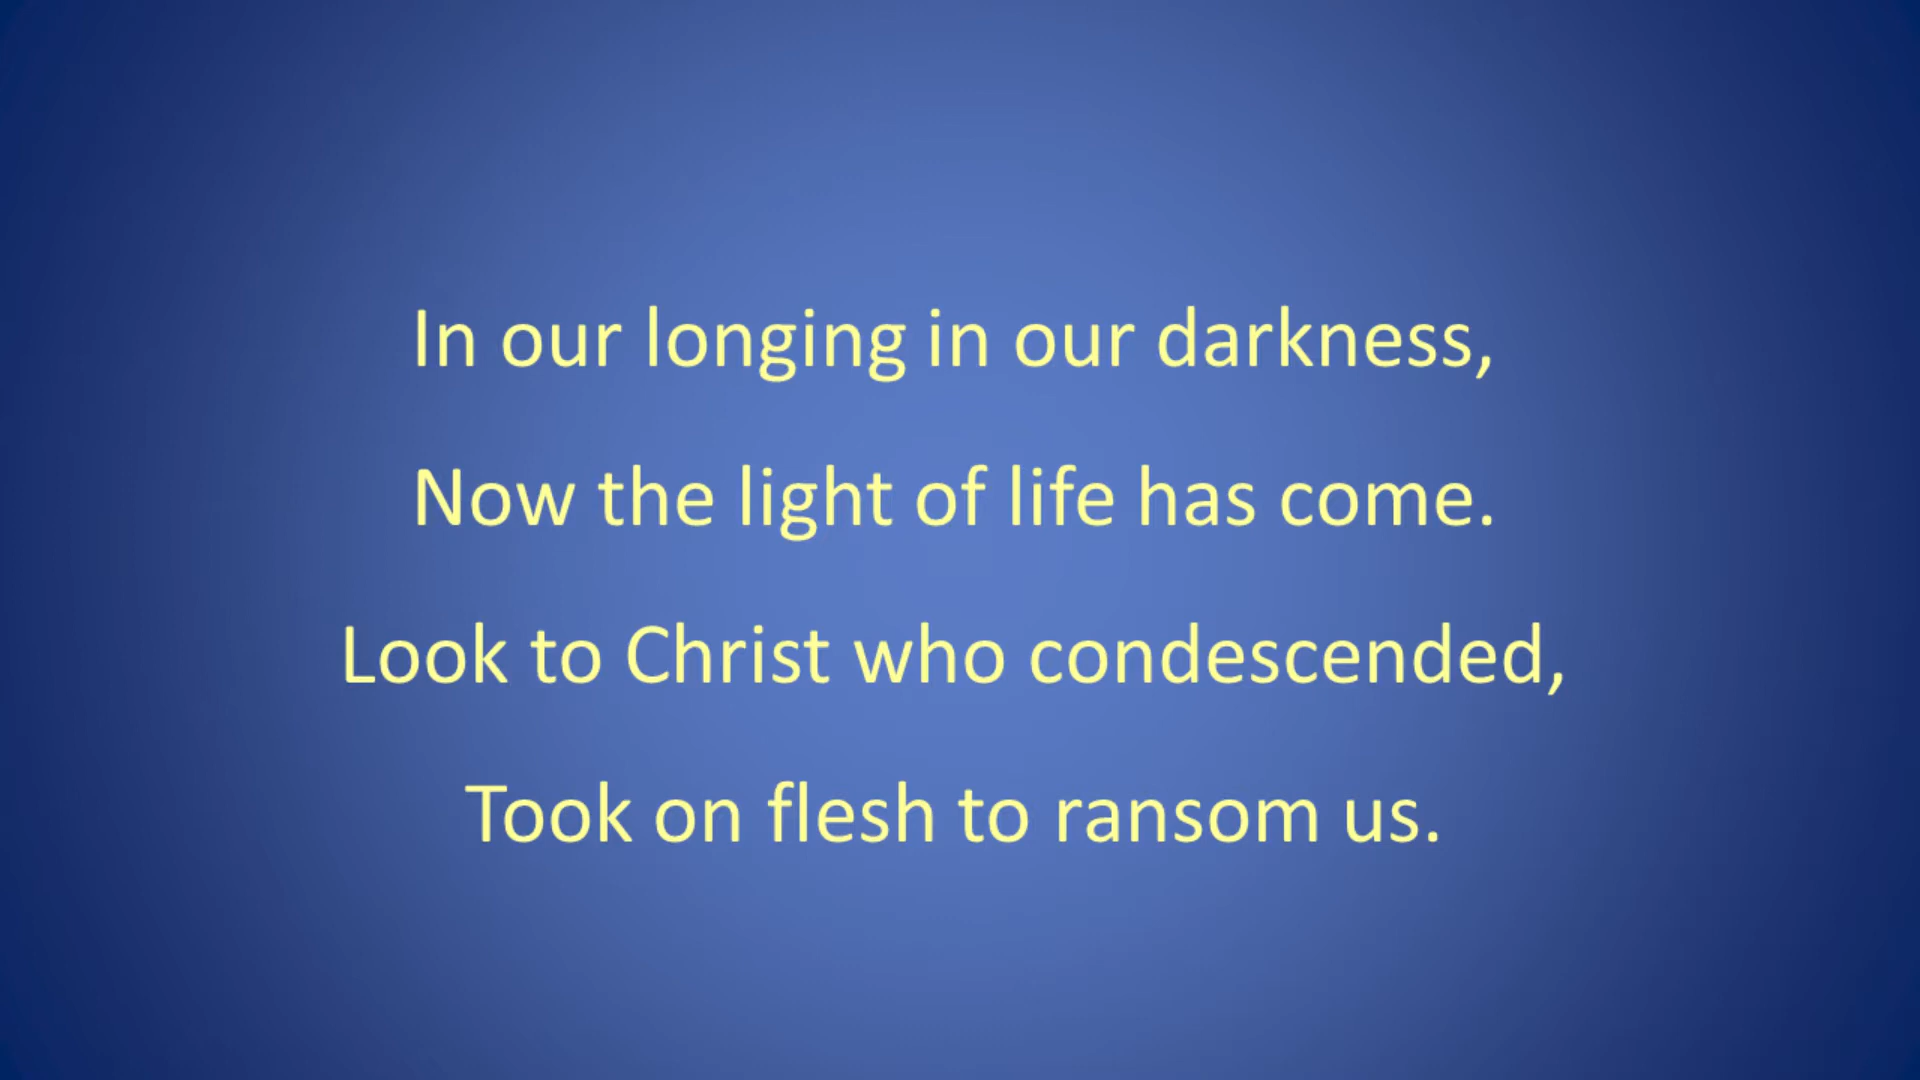 In our longing in our darkness,
Now the light of life has come.
Look to Christ who condescended,
Took on flesh to ransom us.